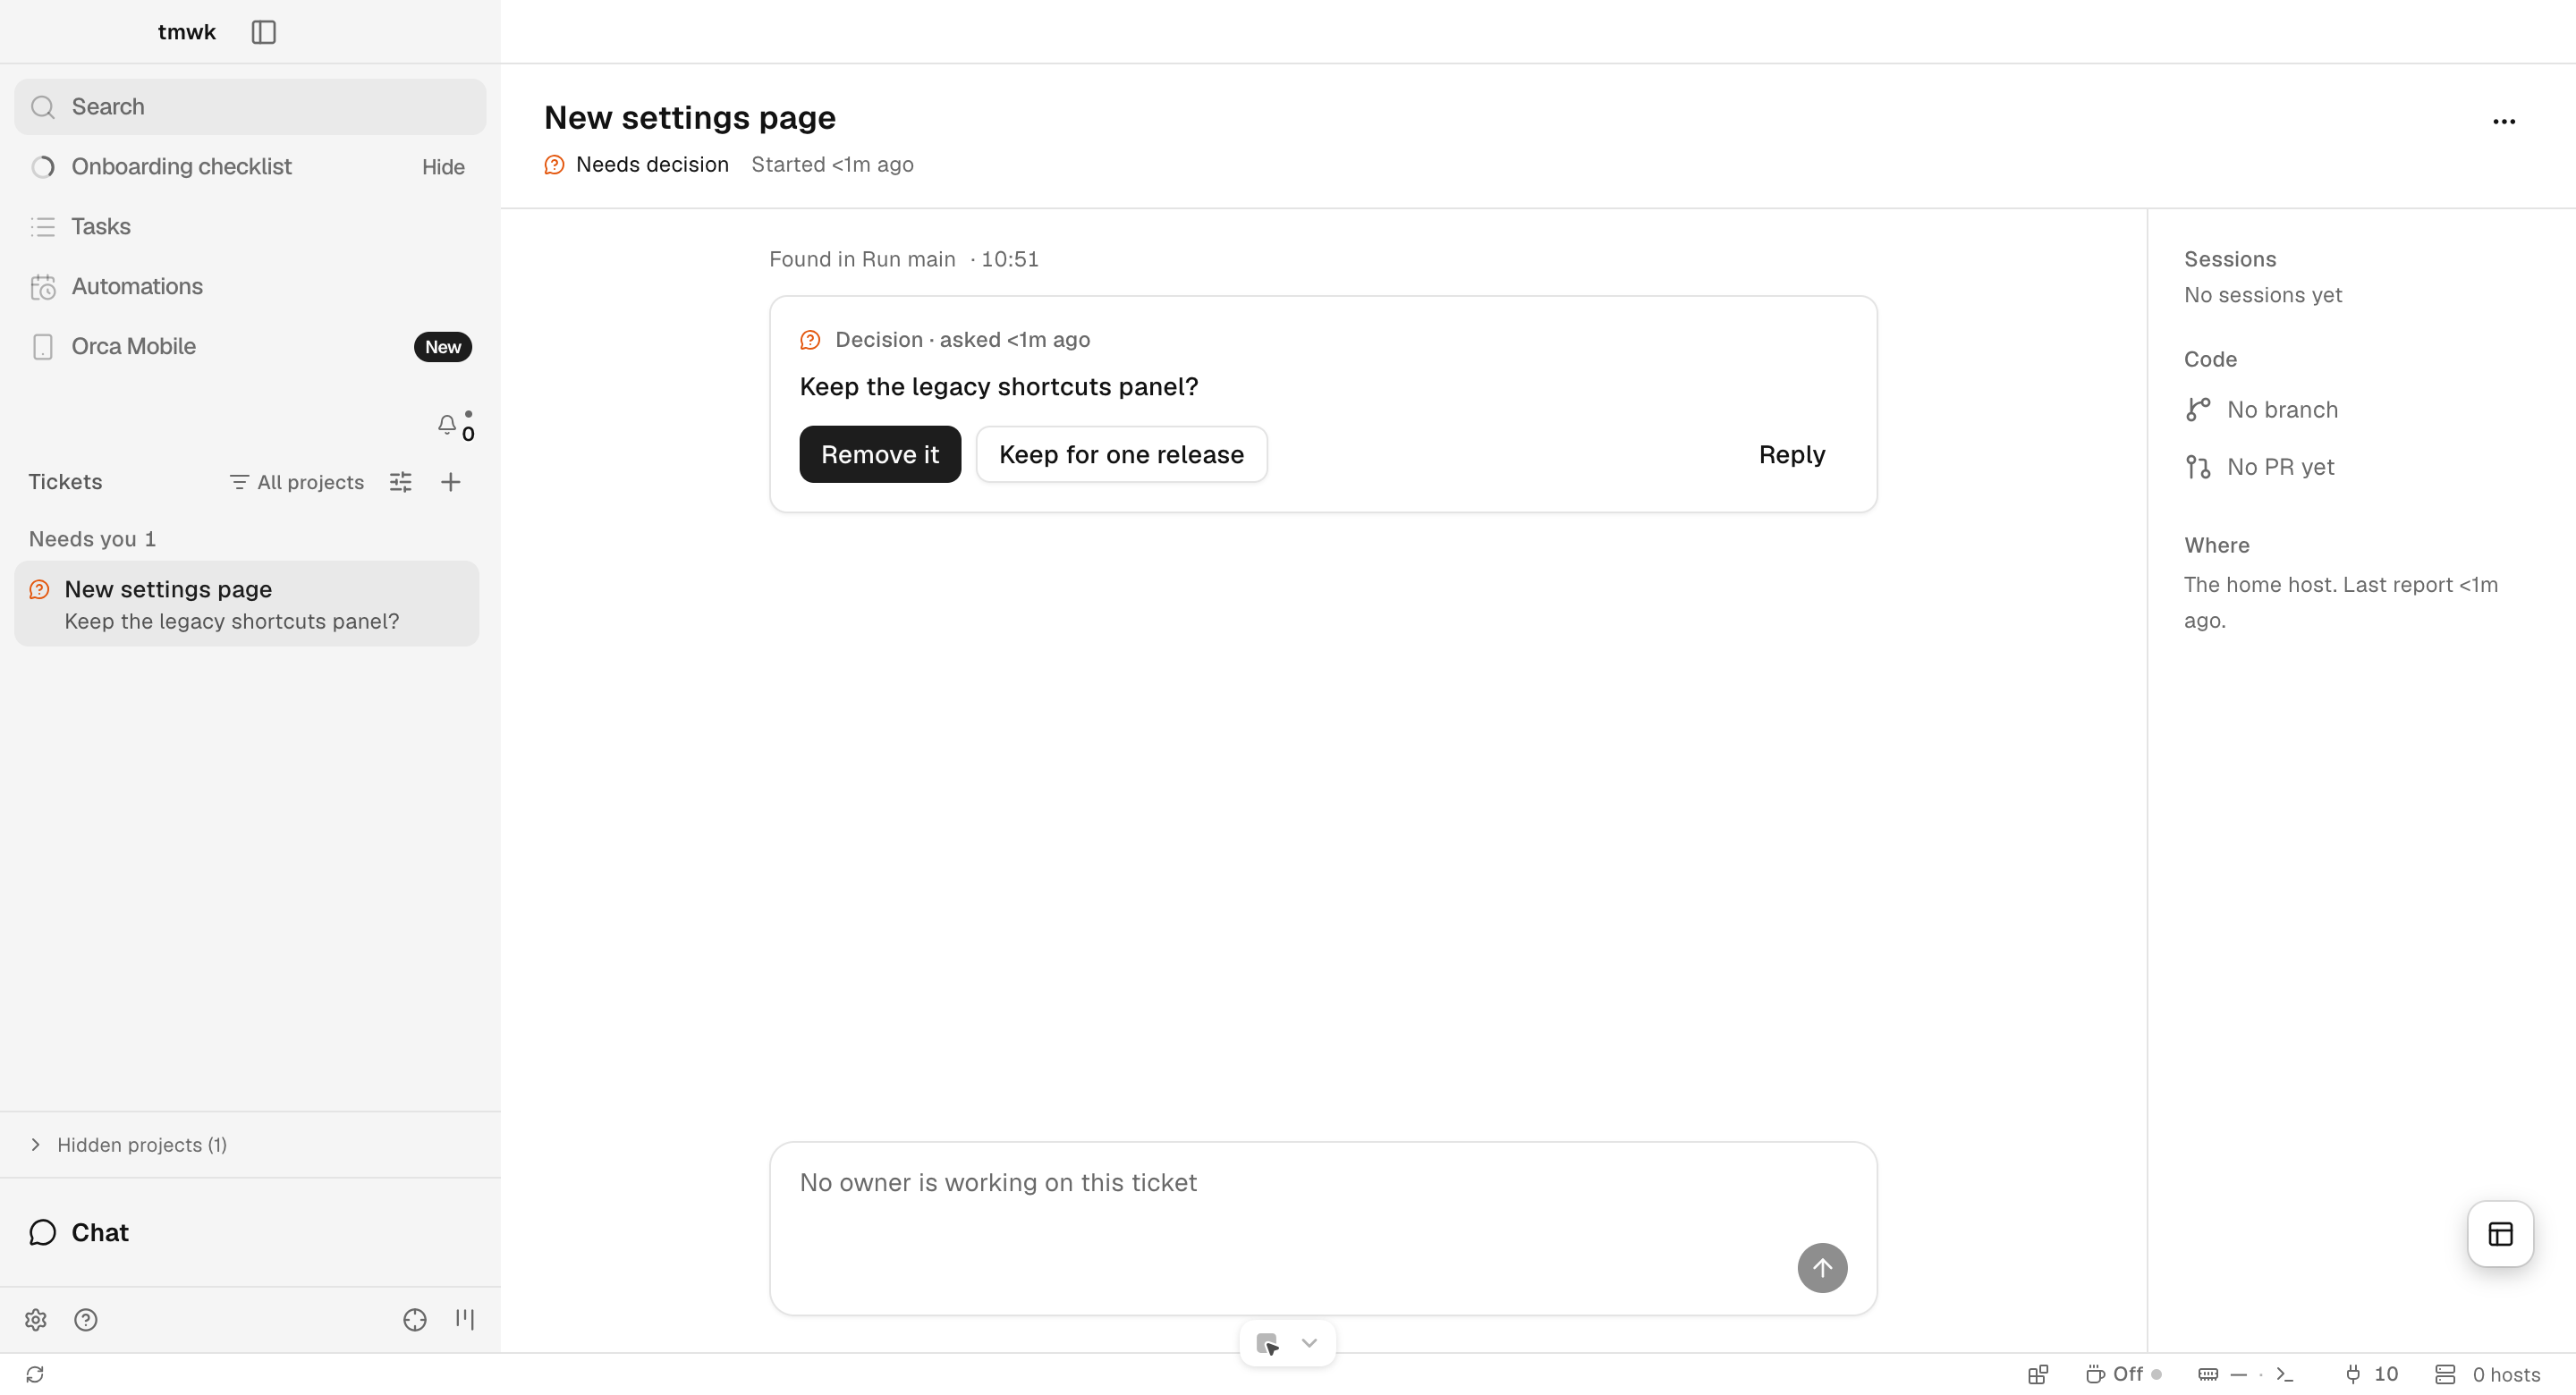 tmwk
Search
Onboarding checklist
Hide
Tasks
Automations
Orca Mobile
New
0
Tickets
All projects
Needs you 1
New settings page
Keep the legacy shortcuts panel?
Hidden projects (1)
Chat
New settings page
Needs decision
Started <1m ago
Found in Run main · 10:51
Decision · asked <1m ago
Keep the legacy shortcuts panel?
Remove it
Keep for one release
Reply
No owner is working on this ticket
Sessions
No sessions yet
Code
No branch
No PR yet
Where
The home host. Last report <1m
ago.
Off
— ·
10
0 hosts